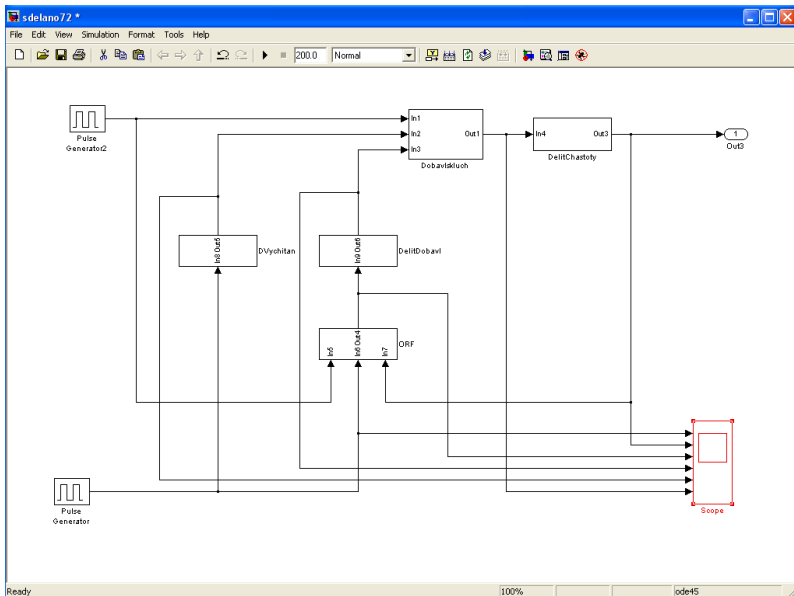 sdelano72 *
File Edit View Simulation Format Tools Help
200.0 Normal
Pulse
Generator2
In1
In2
In3
Out1
Dobavlskluch
In4 Out3
DelitChastoty
1
Out3
In8 Out5
DVychitan
In9 Out6
DelitDobavl
In5
In6 Out4
In7
ORF
Pulse
Generator
Scope
Ready 100% ode45